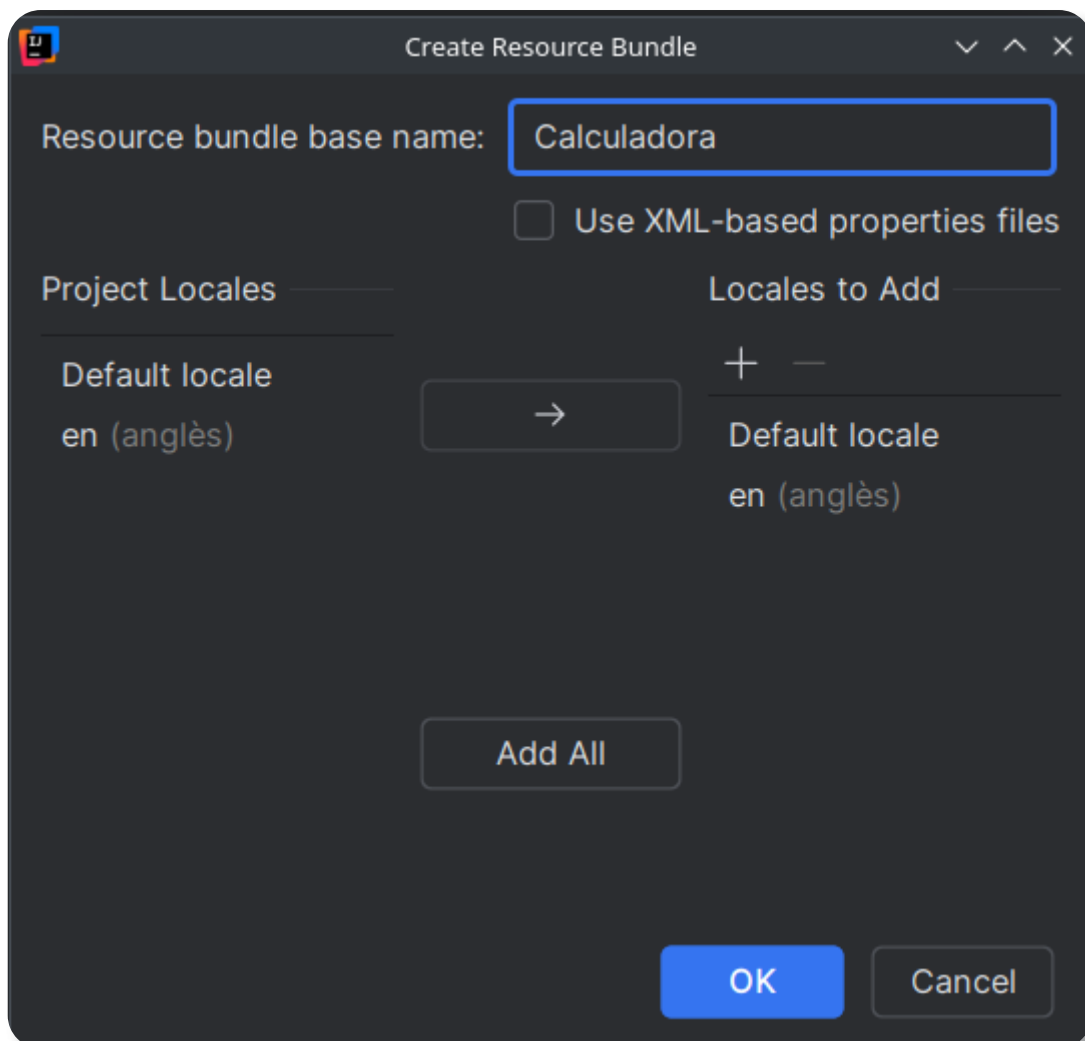 IJ
Create Resource Bundle
Resource bundle base name: Calculadora
Use XML-based properties files
Project Locales
Default locale
en (anglès)
→
Add All
Locales to Add
+ −
Default locale
en (anglès)
OK Cancel